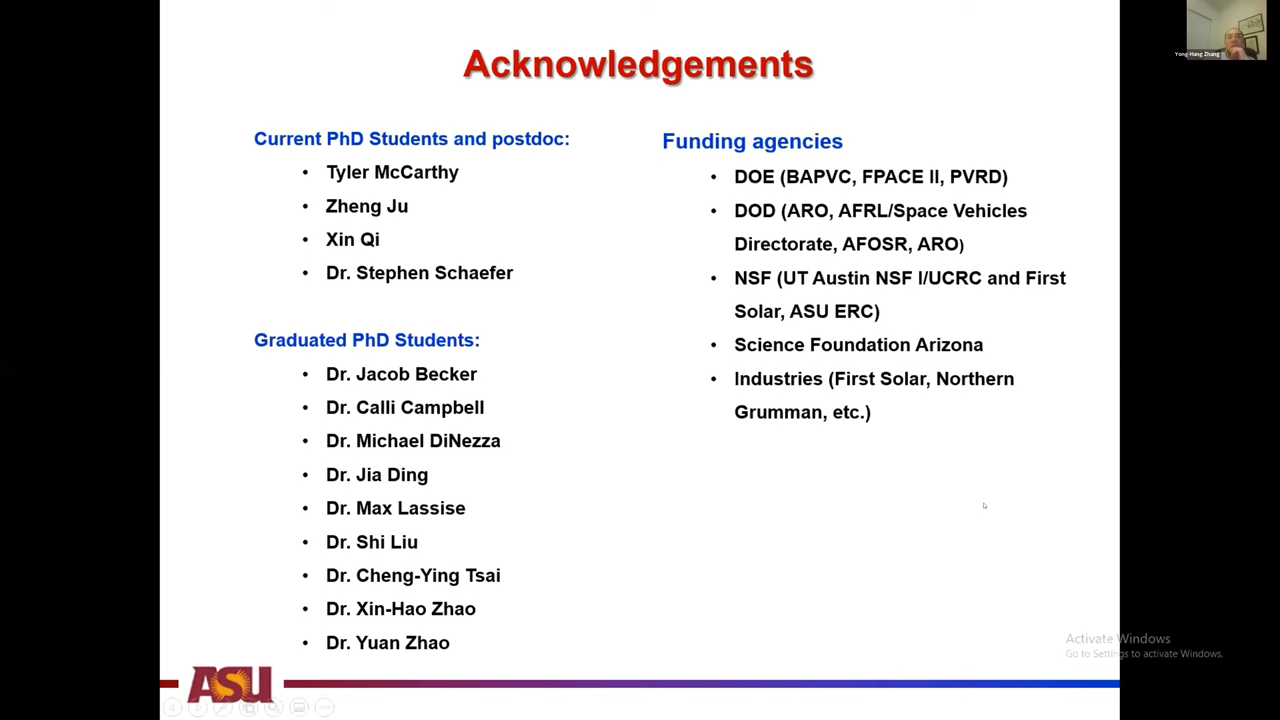 Acknowledgements
Yong-Hang Zhang
Current PhD Students and postdoc:
• Tyler McCarthy
• Zheng Ju
• Xin Qi
• Dr. Stephen Schaefer
Graduated PhD Students:
• Dr. Jacob Becker
• Dr. Calli Campbell
• Dr. Michael DiNezza
• Dr. Jia Ding
• Dr. Max Lassise
• Dr. Shi Liu
• Dr. Cheng-Ying Tsai
• Dr. Xin-Hao Zhao
• Dr. Yuan Zhao
Funding agencies
• DOE (BAPVC, FPACE II, PVRD)
• DOD (ARO, AFRL/Space Vehicles
Directorate, AFOSR, ARO)
• NSF (UT Austin NSF I/UCRC and First
Solar, ASU ERC)
• Science Foundation Arizona
• Industries (First Solar, Northern
Grumman, etc.)
Activate Windows
Go to Settings to activate Windows.
ASU